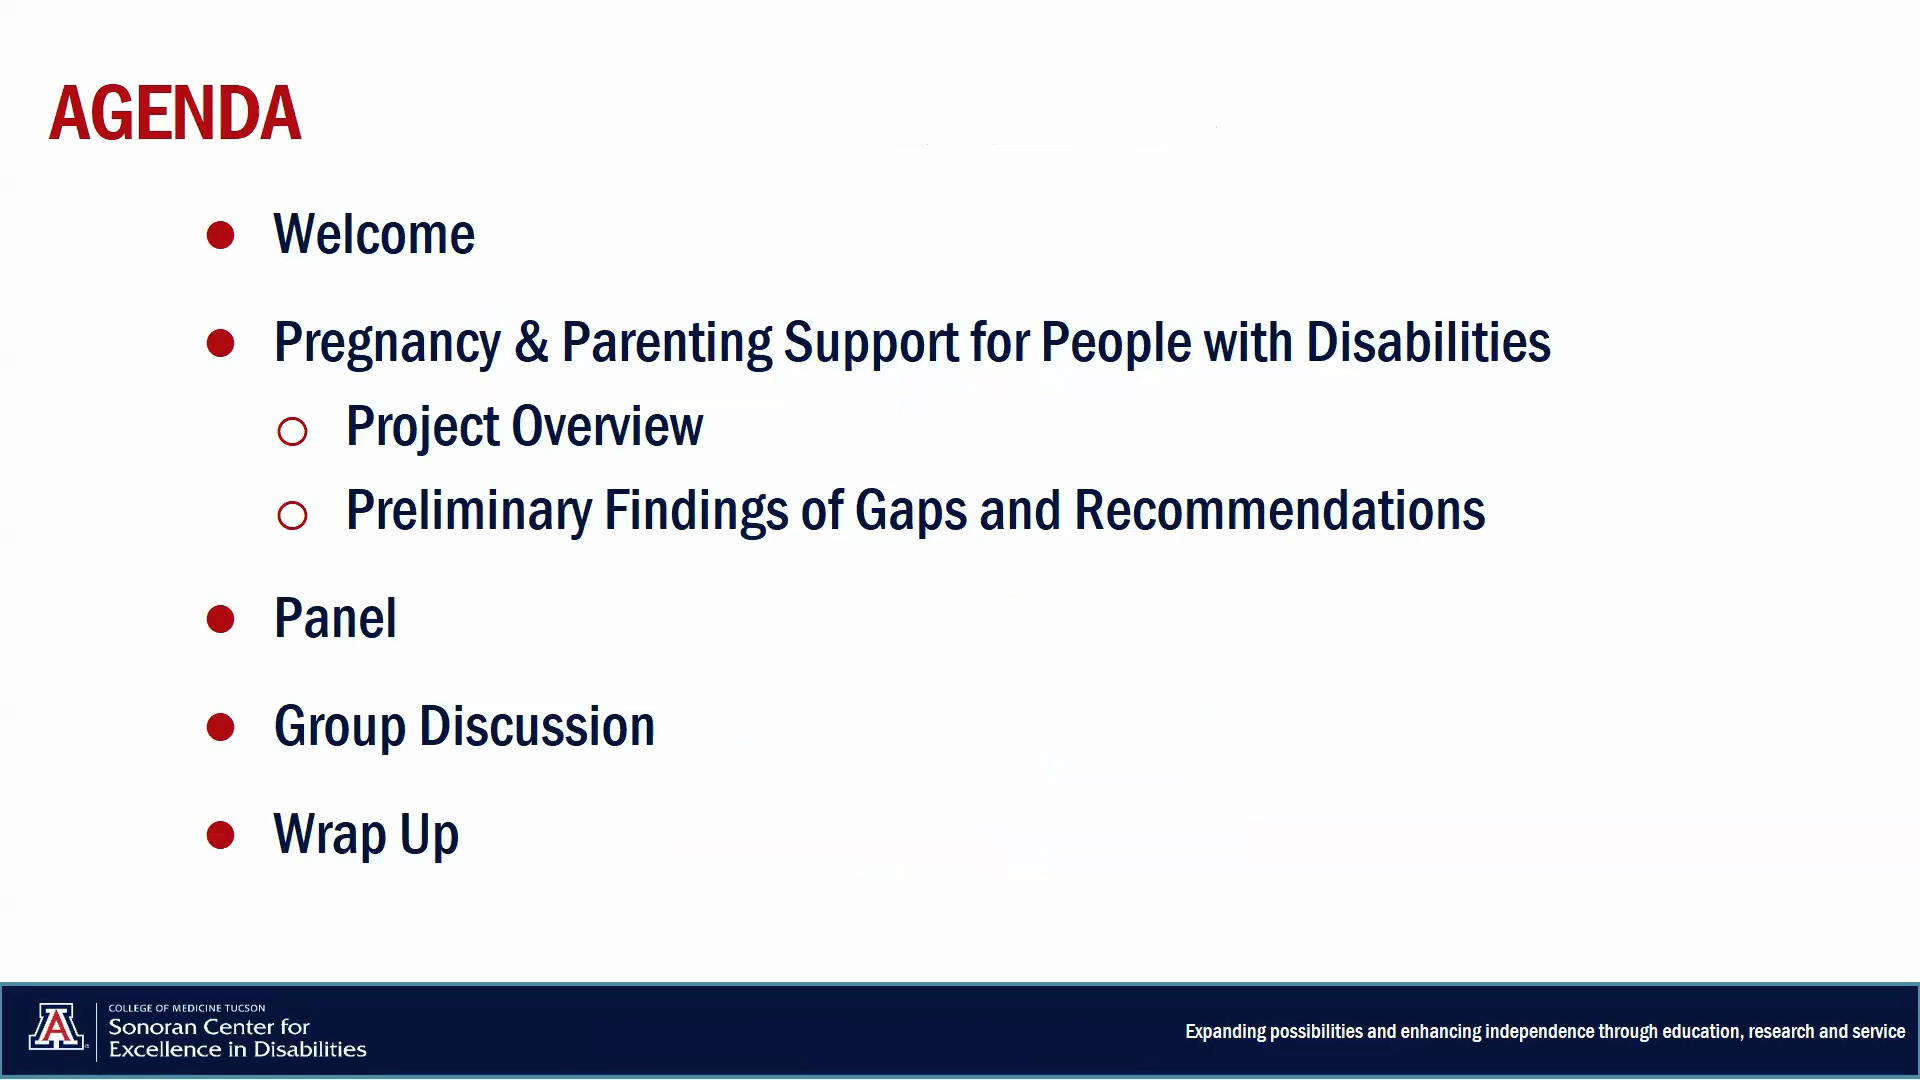 AGENDA
● Welcome
● Pregnancy & Parenting Support for People with Disabilities
○ Project Overview
○ Preliminary Findings of Gaps and Recommendations
● Panel
● Group Discussion
● Wrap Up
A
COLLEGE OF MEDICINE TUCSON
Sonoran Center for
Excellence in Disabilities
Expanding possibilities and enhancing independence through education, research and service